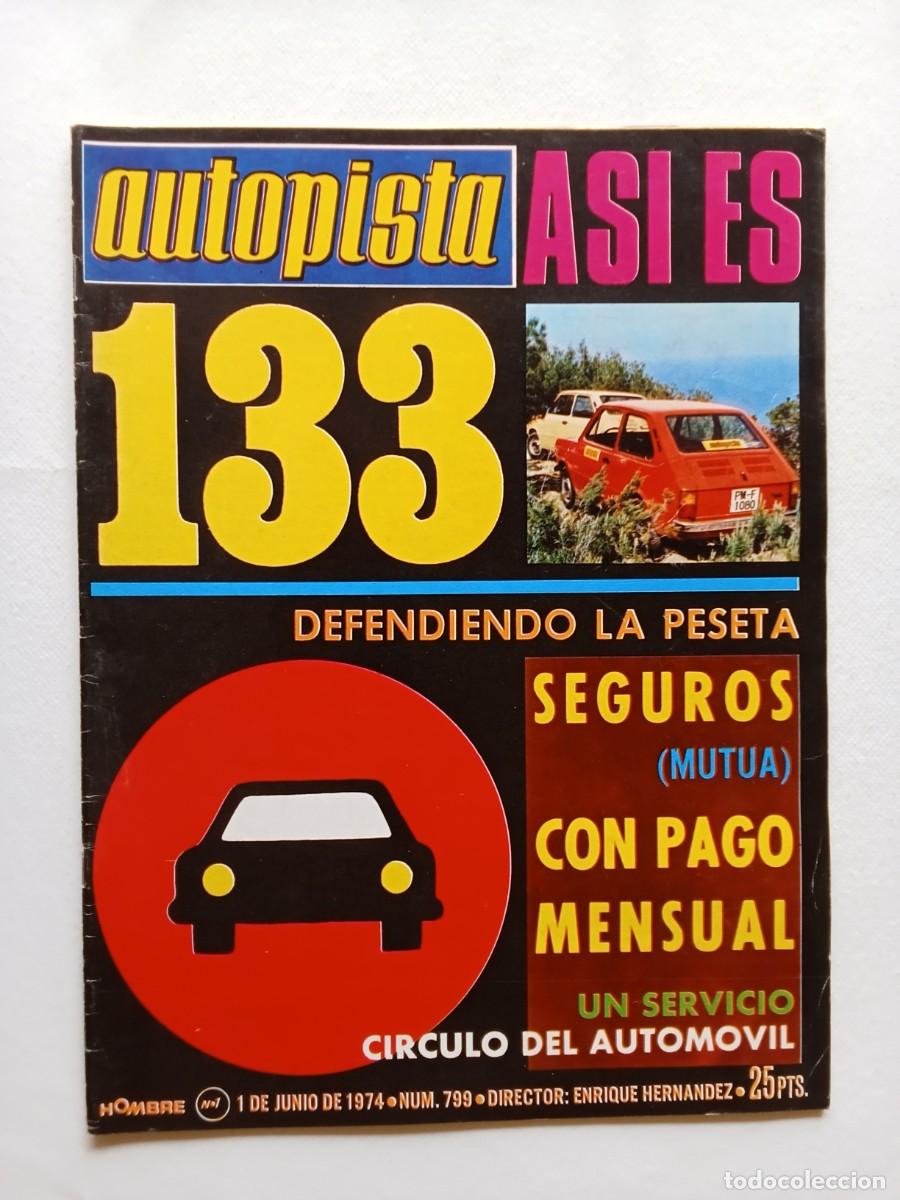 autopista
ASI ES
133
autopista
PM-F
1080
DEFENDIENDO LA PESETA
SEGUROS
(MUTUA)
CON PAGO
MENSUAL
UN SERVICIO
CIRCULO DEL AUTOMOVIL
HOMBRE Nº1 1 DE JUNIO DE 1974 • NUM. 799 • DIRECTOR: ENRIQUE HERNANDEZ • 25 PTS.
todocoleccion